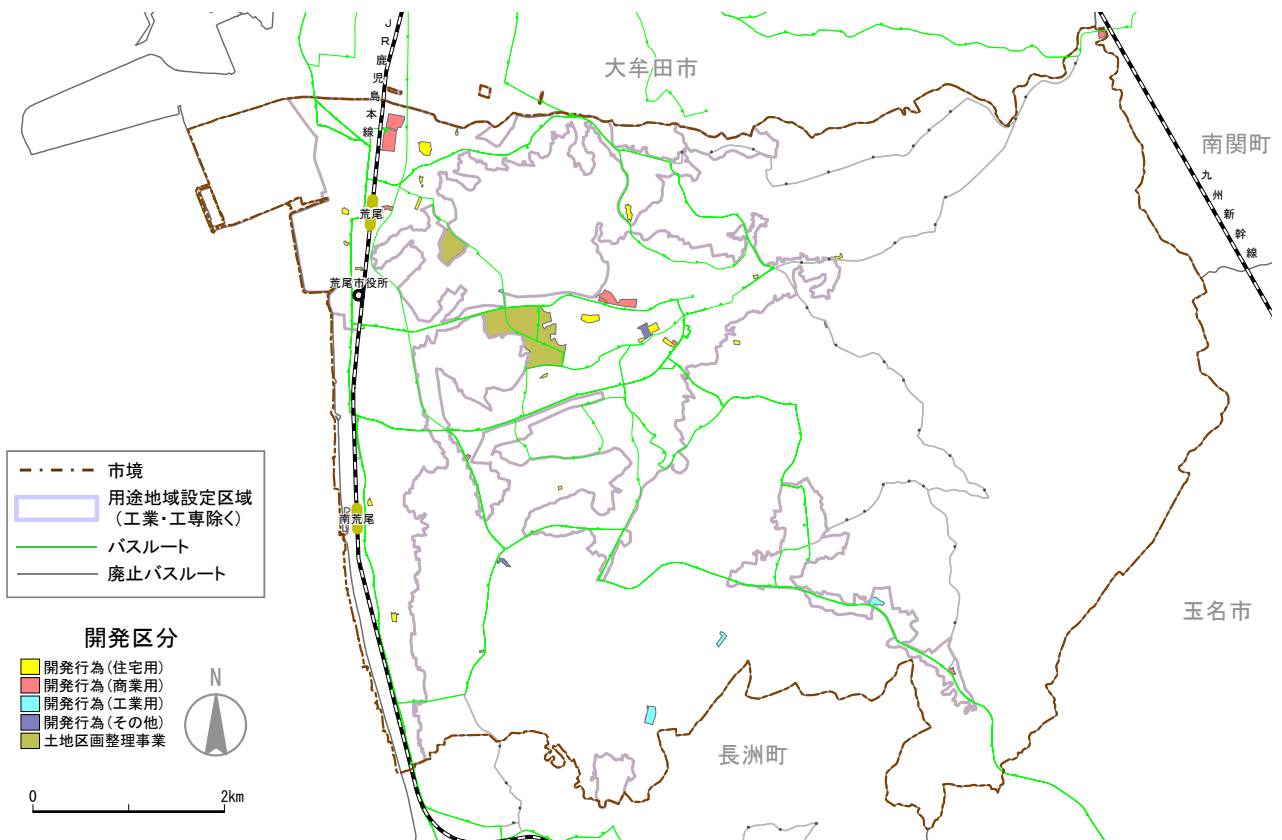 JR鹿児島本線
大牟田市
南関町
九州新幹線
荒尾
荒尾市役所
市境
用途地域設定区域
(工業・工専除く)
バスルート
廃止バスルート
南荒尾
玉名市
開発区分
開発行為(住宅用)
開発行為(商業用)
開発行為(工業用)
開発行為(その他)
土地区画整理事業
N
長洲町
0 2km